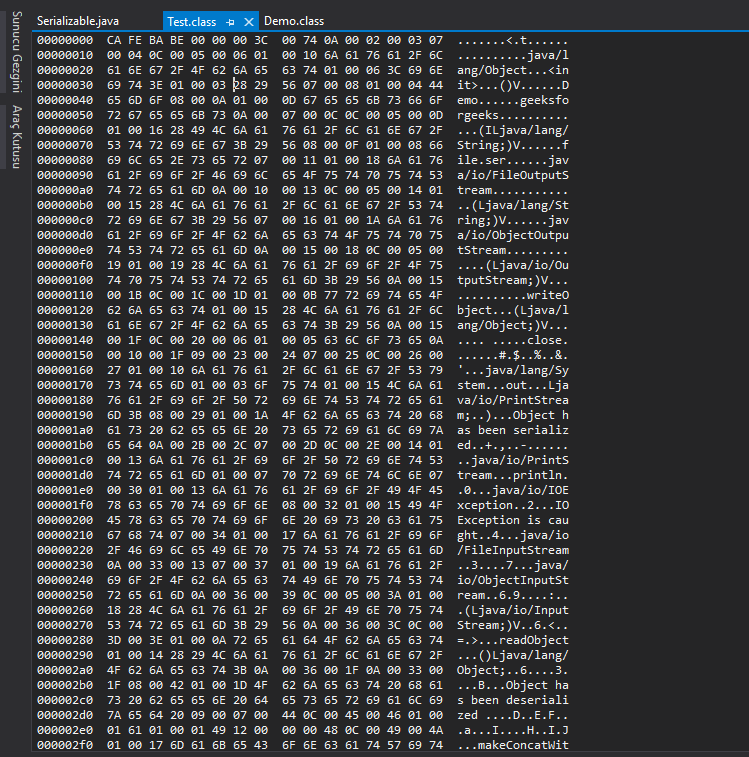 Serializable.java Test.class Demo.class
Sunucu Gezgini
Araç Kutusu
00000000 CA FE BA BE 00 00 00 3C 00 74 0A 00 02 00 03 07 .......<.t......
00000010 00 04 0C 00 05 00 06 01 00 10 6A 61 76 61 2F 6C ..........java/l
00000020 61 6E 67 2F 4F 62 6A 65 63 74 01 00 06 3C 69 6E ang/Object...<in
00000030 69 74 3E 01 00 03 28 29 56 07 00 08 01 00 04 44 it>...()V......D
00000040 65 6D 6F 08 00 0A 01 00 0D 67 65 65 6B 73 66 6F emo......geeksfo
00000050 72 67 65 65 6B 73 0A 00 07 00 0C 0C 00 05 00 0D rgeeks..........
00000060 01 00 16 28 49 4C 6A 61 76 61 2F 6C 61 6E 67 2F ...(ILjava/lang/
00000070 53 74 72 69 6E 67 3B 29 56 08 00 0F 01 00 08 66 String;)V......f
00000080 69 6C 65 2E 73 65 72 07 00 11 01 00 18 6A 61 76 ile.ser......jav
00000090 61 2F 69 6F 2F 46 69 6C 65 4F 75 74 70 75 74 53 a/io/FileOutputS
000000a0 74 72 65 61 6D 0A 00 10 00 13 0C 00 05 00 14 01 tream...........
000000b0 00 15 28 4C 6A 61 76 61 2F 6C 61 6E 67 2F 53 74 ..(Ljava/lang/St
000000c0 72 69 6E 67 3B 29 56 07 00 16 01 00 1A 6A 61 76 ring;)V......jav
000000d0 61 2F 69 6F 2F 4F 62 6A 65 63 74 4F 75 74 70 75 a/io/ObjectOutpu
000000e0 74 53 74 72 65 61 6D 0A 00 15 00 18 0C 00 05 00 tStream.........
000000f0 19 01 00 19 28 4C 6A 61 76 61 2F 69 6F 2F 4F 75 ....(Ljava/io/Ou
00000100 74 70 75 74 53 74 72 65 61 6D 3B 29 56 0A 00 15 tputStream;)V...
00000110 00 1B 0C 00 1C 00 1D 01 00 0B 77 72 69 74 65 4F ..........writeO
00000120 62 6A 65 63 74 01 00 15 28 4C 6A 61 76 61 2F 6C bject...(Ljava/l
00000130 61 6E 67 2F 4F 62 6A 65 63 74 3B 29 56 0A 00 15 ang/Object;)V...
00000140 00 1F 0C 00 20 00 06 01 00 05 63 6C 6F 73 65 0A .... .....close.
00000150 00 10 00 1F 09 00 23 00 24 07 00 25 0C 00 26 00 ......#.$..%..&.
00000160 27 01 00 10 6A 61 76 61 2F 6C 61 6E 67 2F 53 79 '...java/lang/Sy
00000170 73 74 65 6D 01 00 03 6F 75 74 01 00 15 4C 6A 61 stem...out...Lja
00000180 76 61 2F 69 6F 2F 50 72 69 6E 74 53 74 72 65 61 va/io/PrintStrea
00000190 6D 3B 08 00 29 01 00 1A 4F 62 6A 65 63 74 20 68 m;..)...Object h
000001a0 61 73 20 62 65 65 6E 20 73 65 72 69 61 6C 69 7A as been serializ
000001b0 65 64 0A 00 2B 00 2C 07 00 2D 0C 00 2E 00 14 01 ed..+.,..-......
000001c0 00 13 6A 61 76 61 2F 69 6F 2F 50 72 69 6E 74 53 ..java/io/PrintS
000001d0 74 72 65 61 6D 01 00 07 70 72 69 6E 74 6C 6E 07 tream...println.
000001e0 00 30 01 00 13 6A 61 76 61 2F 69 6F 2F 49 4F 45 .0...java/io/IOE
000001f0 78 63 65 70 74 69 6F 6E 08 00 32 01 00 15 49 4F xception..2...IO
00000200 45 78 63 65 70 74 69 6F 6E 20 69 73 20 63 61 75 Exception is cau
00000210 67 68 74 07 00 34 01 00 17 6A 61 76 61 2F 69 6F ght..4...java/io
00000220 2F 46 69 6C 65 49 6E 70 75 74 53 74 72 65 61 6D /FileInputStream
00000230 0A 00 33 00 13 07 00 37 01 00 19 6A 61 76 61 2F ..3....7...java/
00000240 69 6F 2F 4F 62 6A 65 63 74 49 6E 70 75 74 53 74 io/ObjectInputSt
00000250 72 65 61 6D 0A 00 36 00 39 0C 00 05 00 3A 01 00 ream..6.9....:..
00000260 18 28 4C 6A 61 76 61 2F 69 6F 2F 49 6E 70 75 74 .(Ljava/io/Input
00000270 53 74 72 65 61 6D 3B 29 56 0A 00 36 00 3C 0C 00 Stream;)V..6.<..
00000280 3D 00 3E 01 00 0A 72 65 61 64 4F 62 6A 65 63 74 =.>...readObject
00000290 01 00 14 28 29 4C 6A 61 76 61 2F 6C 61 6E 67 2F ...()Ljava/lang/
000002a0 4F 62 6A 65 63 74 3B 0A 00 36 00 1F 0A 00 33 00 Object;..6....3.
000002b0 1F 08 00 42 01 00 1D 4F 62 6A 65 63 74 20 68 61 ...B...Object ha
000002c0 73 20 62 65 65 6E 20 64 65 73 65 72 69 61 6C 69 s been deseriali
000002d0 7A 65 64 20 09 00 07 00 44 0C 00 45 00 46 01 00 zed ....D..E.F..
000002e0 01 61 01 00 01 49 12 00 00 00 48 0C 00 49 00 4A .a...I....H..I.J
000002f0 01 00 17 6D 61 6B 65 43 6F 6E 63 61 74 57 69 74 ...makeConcatWit